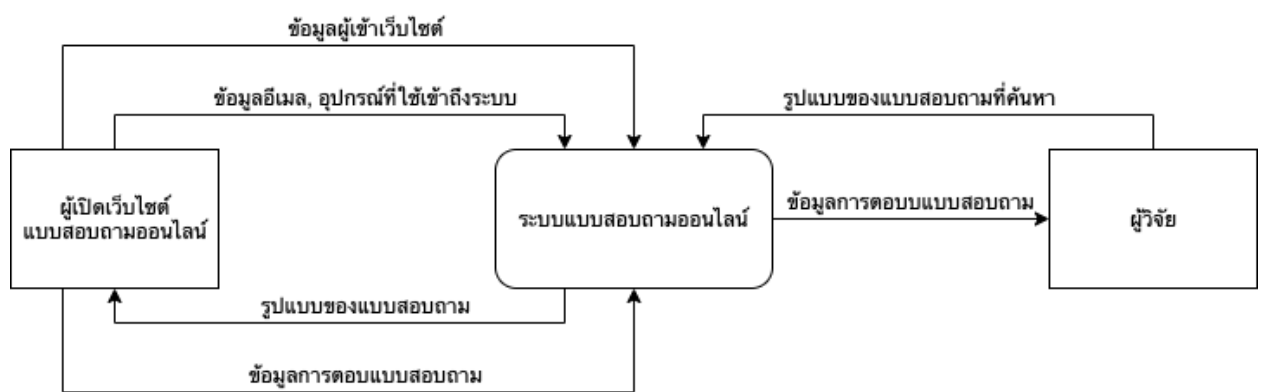 ข้อมูลผู้เข้าเว็บไซต์
ข้อมูลอีเมล, อุปกรณ์ที่ใช้เข้าถึงระบบ
รูปแบบของแบบสอบถามที่ค้นหา
ผู้เปิดเว็บไซต์
แบบสอบถามออนไลน์
ระบบแบบสอบถามออนไลน์
ข้อมูลการตอบบแบบสอบถาม
ผู้วิจัย
รูปแบบของแบบสอบถาม
ข้อมูลการตอบแบบสอบถาม